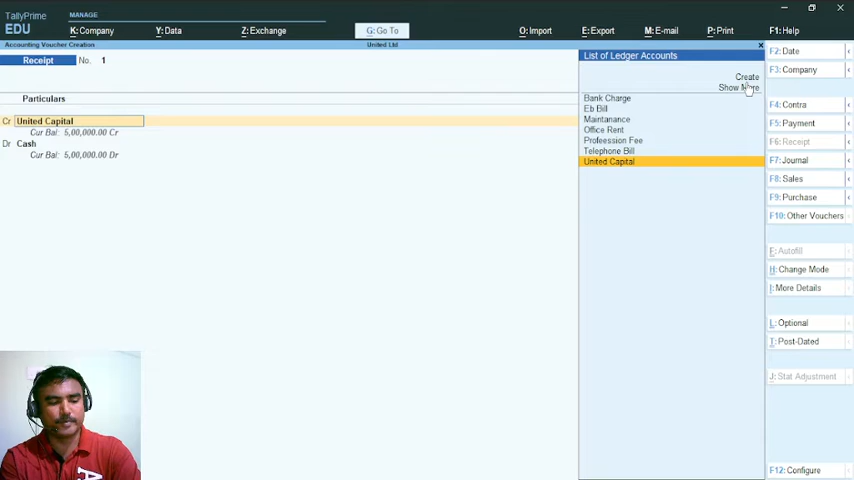 TallyPrime
EDU
MANAGE
K: Company
Y: Data
Z: Exchange
G: Go To
O: Import
E: Export
M: E-mail
P: Print
F1: Help
Accounting Voucher Creation
United Ltd
Receipt No. 1
Particulars
Cr United Capital
Cur Bal: 5,00,000.00 Cr
Dr Cash
Cur Bal: 5,00,000.00 Dr
List of Ledger Accounts
Create
Show More
Bank Charge
Eb Bill
Maintanance
Office Rent
Profeession Fee
Telephone Bill
United Capital
F2: Date
F3: Company
F4: Contra
F5: Payment
F6: Receipt
F7: Journal
F8: Sales
F9: Purchase
F10: Other Vouchers
E: Autofill
H: Change Mode
I: More Details
L: Optional
T: Post-Dated
J: Stat Adjustment
F12: Configure